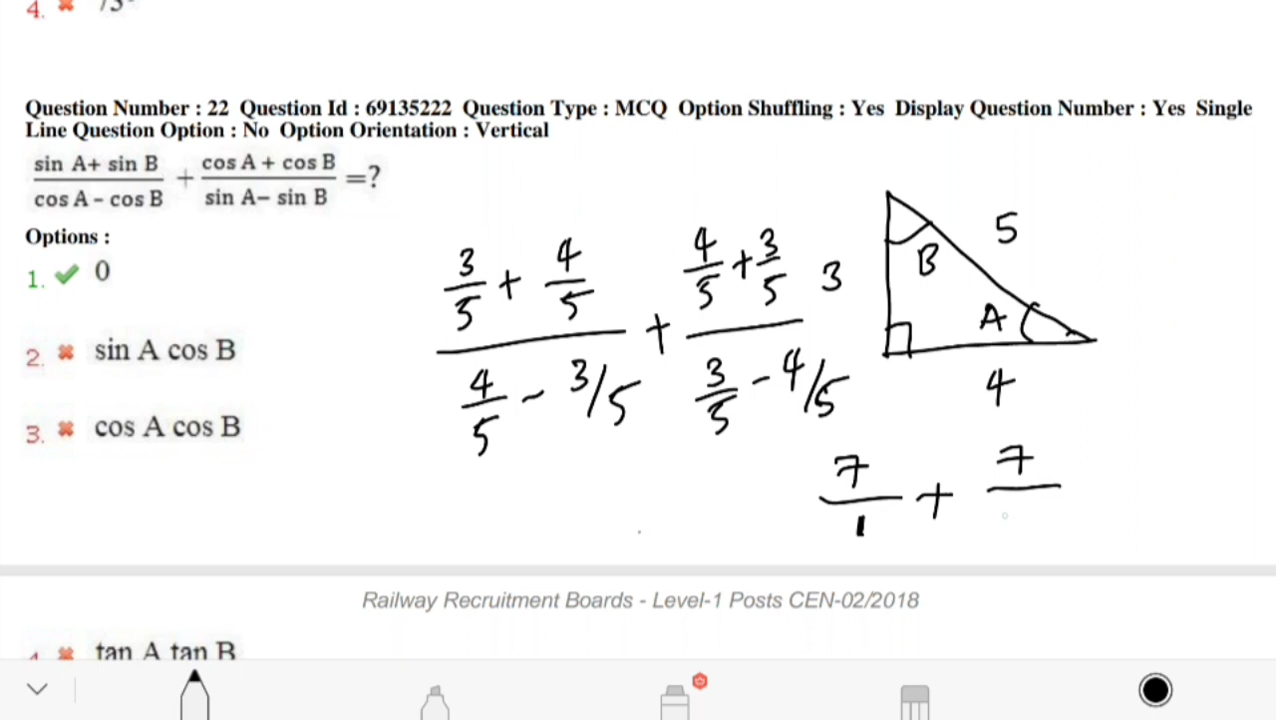 4. 
Question Number : 22 Question Id : 69135222 Question Type : MCQ Option Shuffling : Yes Display Question Number : Yes Single
Line Question Option : No Option Orientation : Vertical
sin A+ sin B / cos A - cos B + cos A + cos B / sin A- sin B =?
Options :
1. 0
2. sin A cos B
3. cos A cos B
3/5 + 4/5 / 4/5 - 3/5 + 4/5 + 3/5 / 3/5 - 4/5
3
5
B
A
4
7/1 + 7
Railway Recruitment Boards - Level-1 Posts CEN-02/2018
tan A tan B